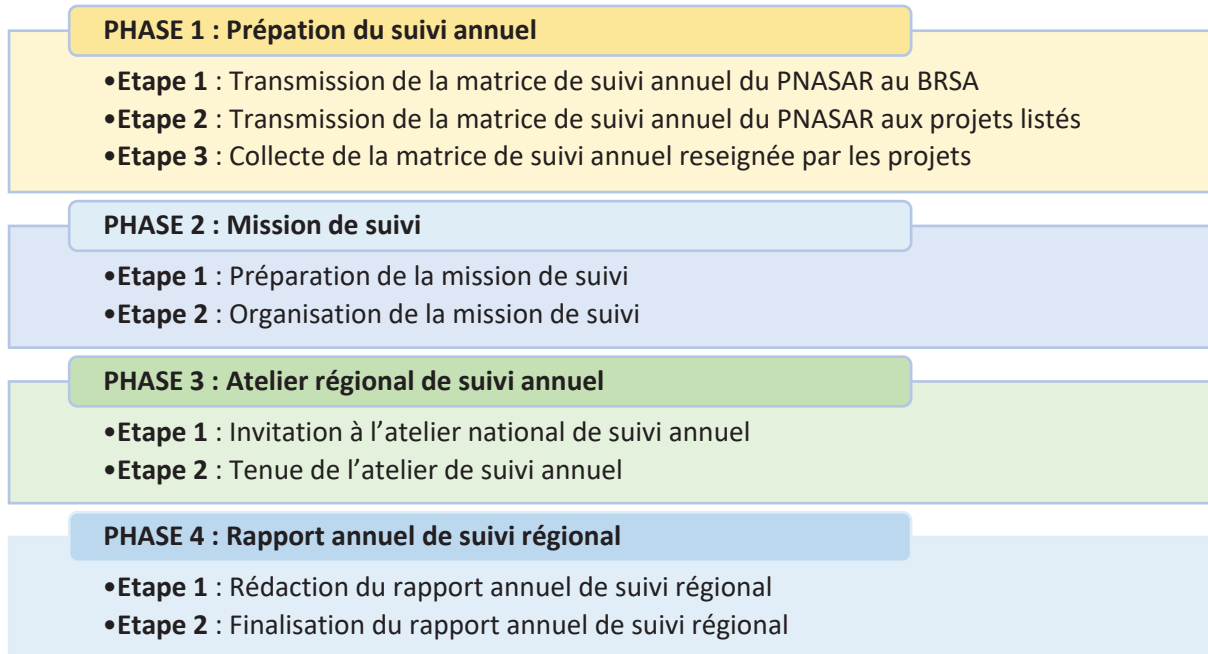 PHASE 1 : Prépation du suivi annuel
•Etape 1 : Transmission de la matrice de suivi annuel du PNASAR au BRSA
•Etape 2 : Transmission de la matrice de suivi annuel du PNASAR aux projets listés
•Etape 3 : Collecte de la matrice de suivi annuel reseignée par les projets
PHASE 2 : Mission de suivi
•Etape 1 : Préparation de la mission de suivi
•Etape 2 : Organisation de la mission de suivi
PHASE 3 : Atelier régional de suivi annuel
•Etape 1 : Invitation à l’atelier national de suivi annuel
•Etape 2 : Tenue de l’atelier de suivi annuel
PHASE 4 : Rapport annuel de suivi régional
•Etape 1 : Rédaction du rapport annuel de suivi régional
•Etape 2 : Finalisation du rapport annuel de suivi régional